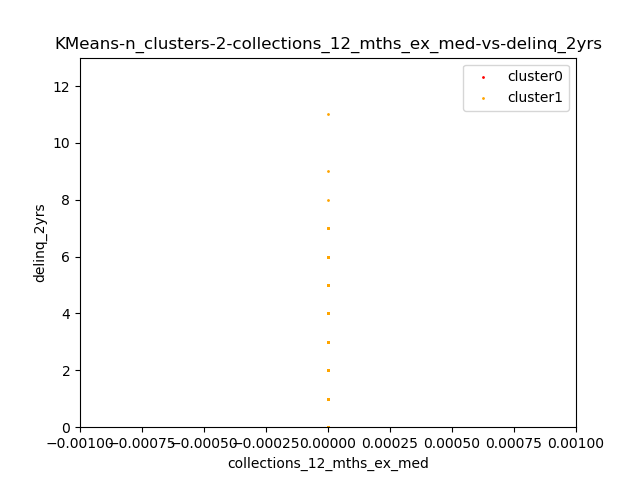 KMeans-n_clusters-2-collections_12_mths_ex_med-vs-delinq_2yrs
cluster0
cluster1
12
10
8
6
4
2
0
delinq_2yrs
−0.00100 −0.00075 −0.00050 −0.00025 0.00000 0.00025 0.00050 0.00075 0.00100
collections_12_mths_ex_med